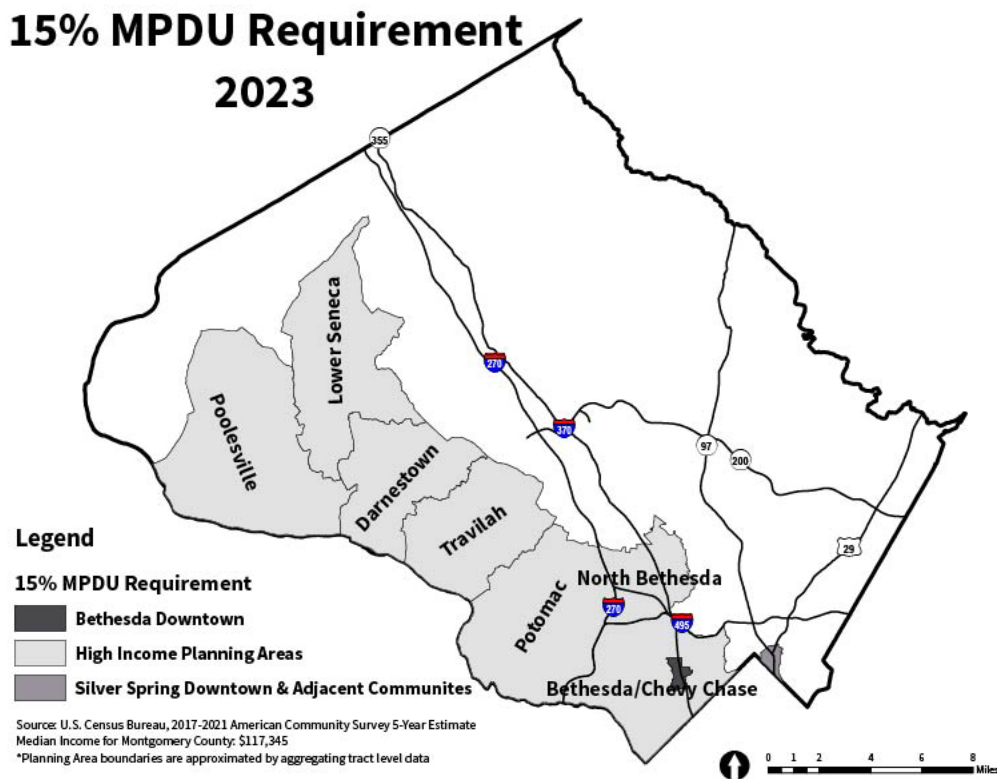 15% MPDU Requirement
2023
355
Lower Seneca
270
Poolesville
370
97
200
Darnestown
Travilah
29
Legend
15% MPDU Requirement
Bethesda Downtown
High Income Planning Areas
Silver Spring Downtown & Adjacent Communites
North Bethesda
Potomac
270
495
Bethesda/Chevy Chase
Source: U.S. Census Bureau, 2017-2021 American Community Survey 5-Year Estimate
Median Income for Montgomery County: $117,345
*Planning Area boundaries are approximated by aggregating tract level data
0 1 2 4 6 8
Miles